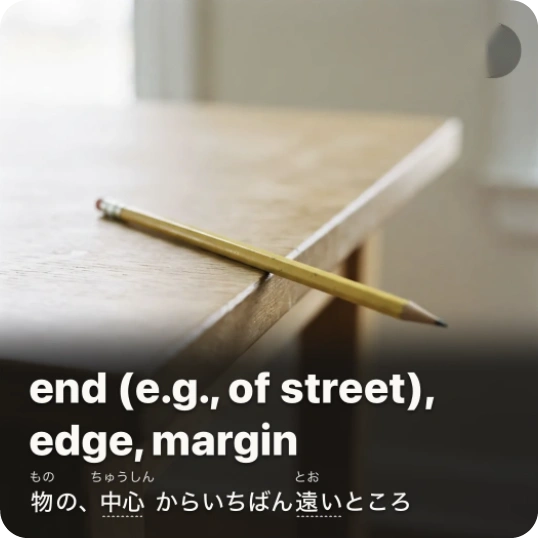 end (e.g., of street),
edge, margin
もの ちゅうしん とお
物の、中心 からいちばん遠いところ